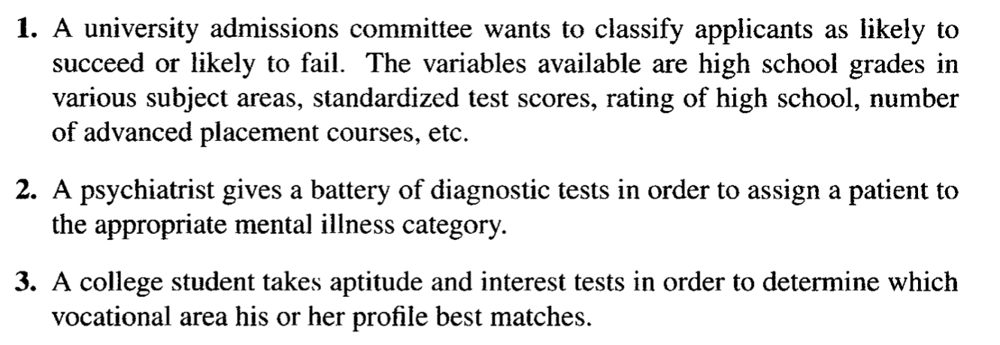 1. A university admissions committee wants to classify applicants as likely to
succeed or likely to fail. The variables available are high school grades in
various subject areas, standardized test scores, rating of high school, number
of advanced placement courses, etc.
2. A psychiatrist gives a battery of diagnostic tests in order to assign a patient to
the appropriate mental illness category.
3. A college student takes aptitude and interest tests in order to determine which
vocational area his or her profile best matches.